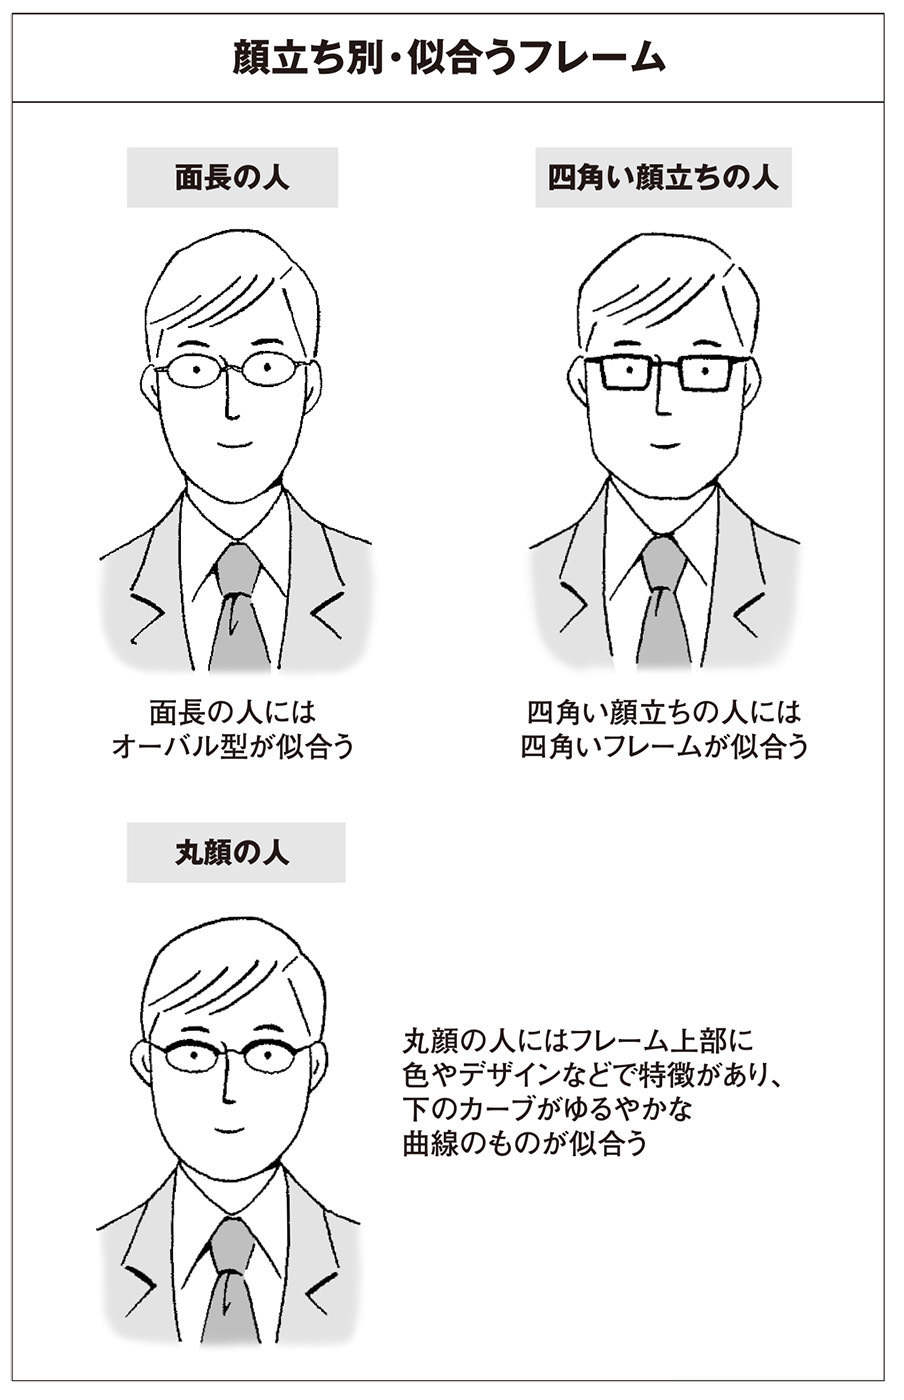 顔立ち別・似合うフレーム
面長の人
四角い顔立ちの人
面長の人には
オーバル型が似合う
四角い顔立ちの人には
四角いフレームが似合う
丸顔の人
丸顔の人にはフレーム上部に
色やデザインなどで特徴があり、
下のカーブがゆるやかな
曲線のものが似合う